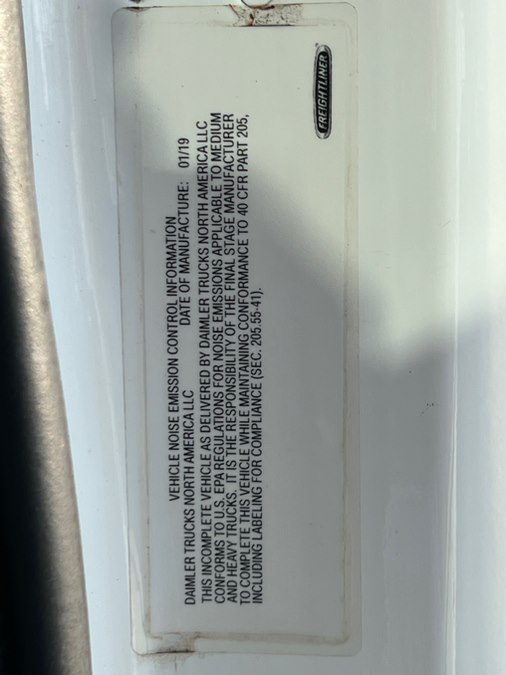 FREIGHTLINER
VEHICLE NOISE EMISSION CONTROL INFORMATION
DAIMLER TRUCKS NORTH AMERICA LLC DATE OF MANUFACTURE: 01/19
THIS INCOMPLETE VEHICLE AS DELIVERED BY DAIMLER TRUCKS NORTH AMERICA LLC
CONFORMS TO U.S. EPA REGULATIONS FOR NOISE EMISSIONS APPLICABLE TO MEDIUM
AND HEAVY TRUCKS. IT IS THE RESPONSIBILITY OF THE FINAL STAGE MANUFACTURER
TO COMPLETE THIS VEHICLE WHILE MAINTAINING CONFORMANCE TO 40 CFR PART 205,
INCLUDING LABELING FOR COMPLIANCE (SEC. 205.55-41).